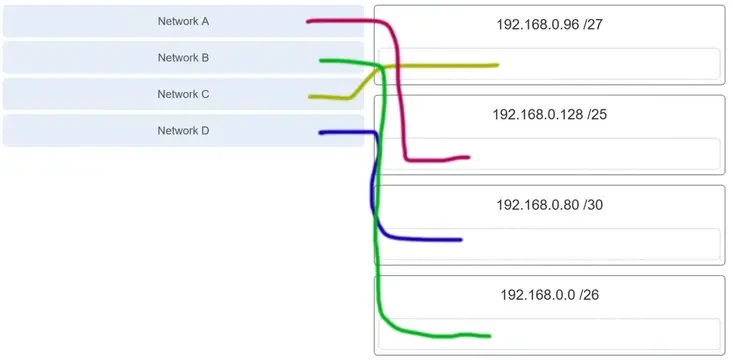 Network A
Network B
Network C
Network D
192.168.0.96 /27
192.168.0.128 /25
192.168.0.80 /30
192.168.0.0 /26